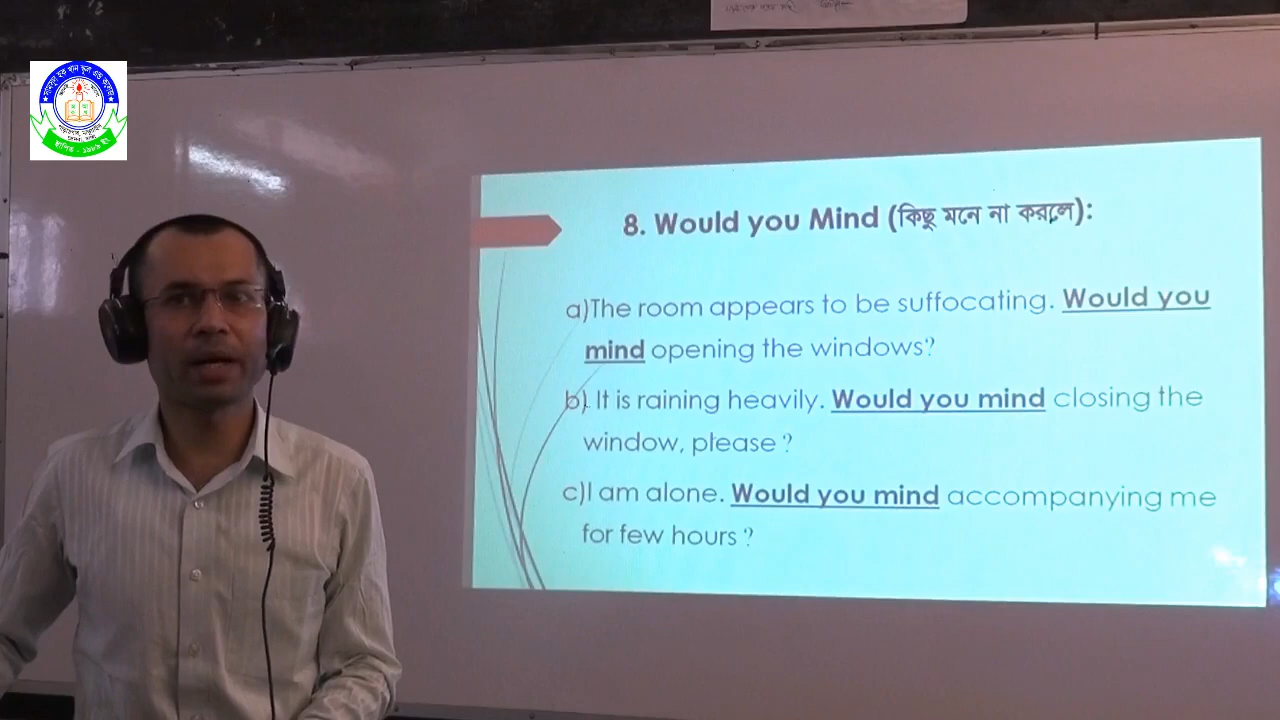 8. Would you Mind (কিছু মনে না করলে):
a)The room appears to be suffocating. Would you
mind opening the windows?
b). It is raining heavily. Would you mind closing the
window, please ?
c)I am alone. Would you mind accompanying me
for few hours ?
স্থাপিত - ১৯৮৯ ইং